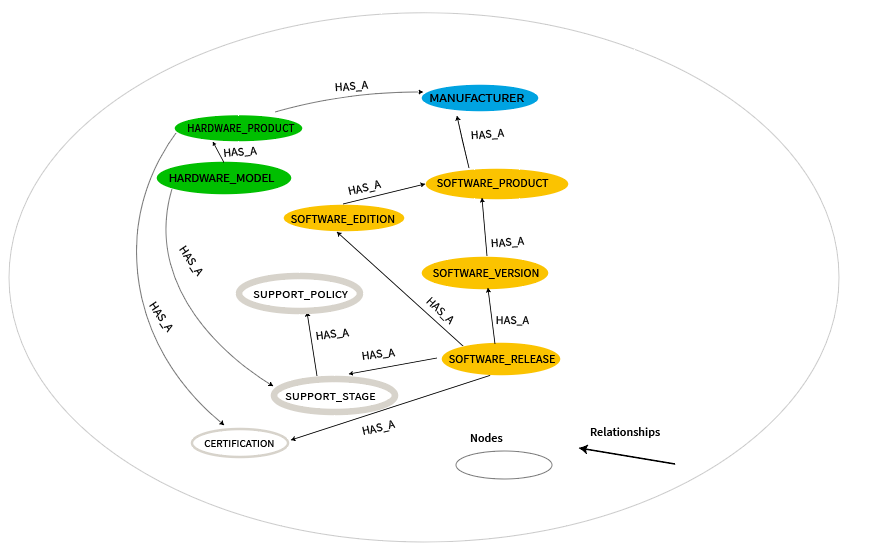 HAS_A
MANUFACTURER
HARDWARE_PRODUCT
HAS_A
HAS_A
HARDWARE_MODEL
HAS_A
SOFTWARE_PRODUCT
SOFTWARE_EDITION
HAS_A
HAS_A
SOFTWARE_VERSION
SUPPORT_POLICY
HAS_A
HAS_A
HAS_A
HAS_A
HAS_A
SOFTWARE_RELEASE
SUPPORT_STAGE
HAS_A
CERTIFICATION
Nodes
Relationships